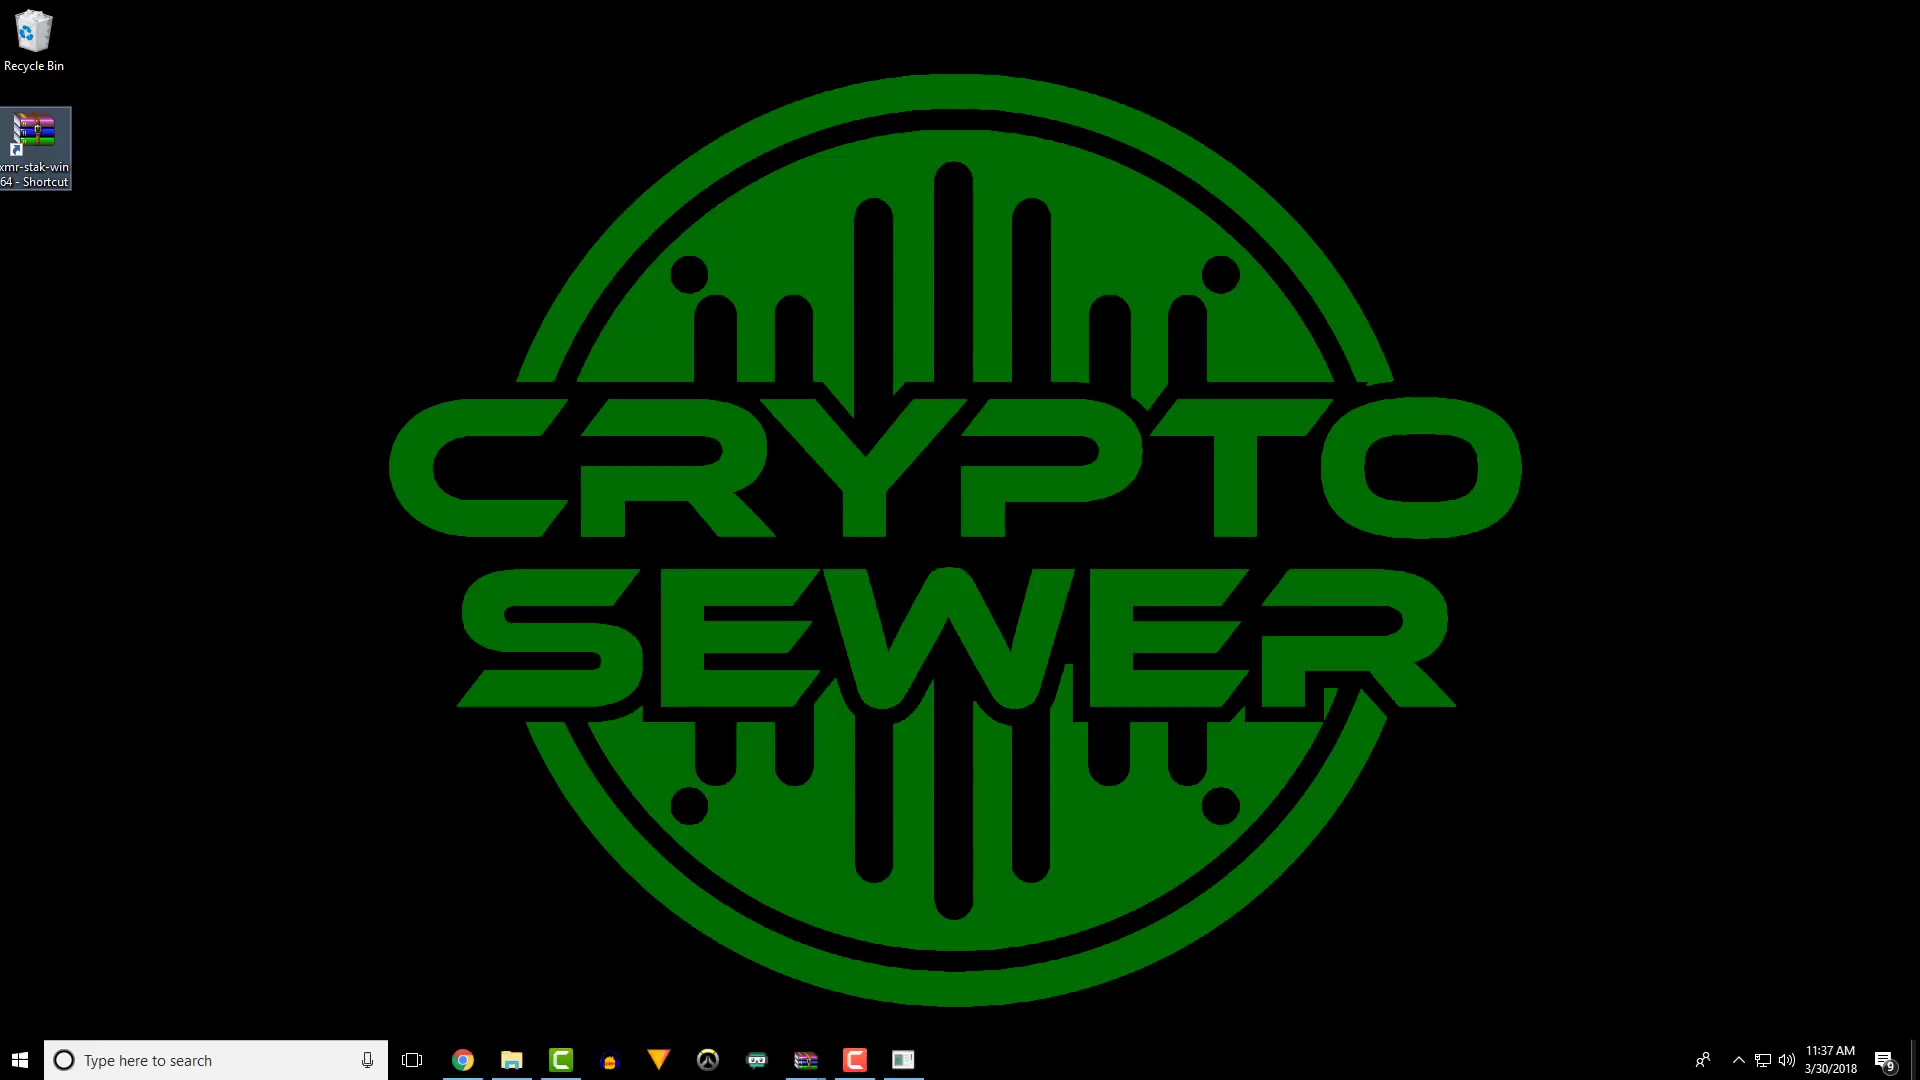 Recycle Bin
xmr-stak-win
64 - Shortcut
CRYPTO
SEWER
Type here to search
11:37 AM
3/30/2018
9